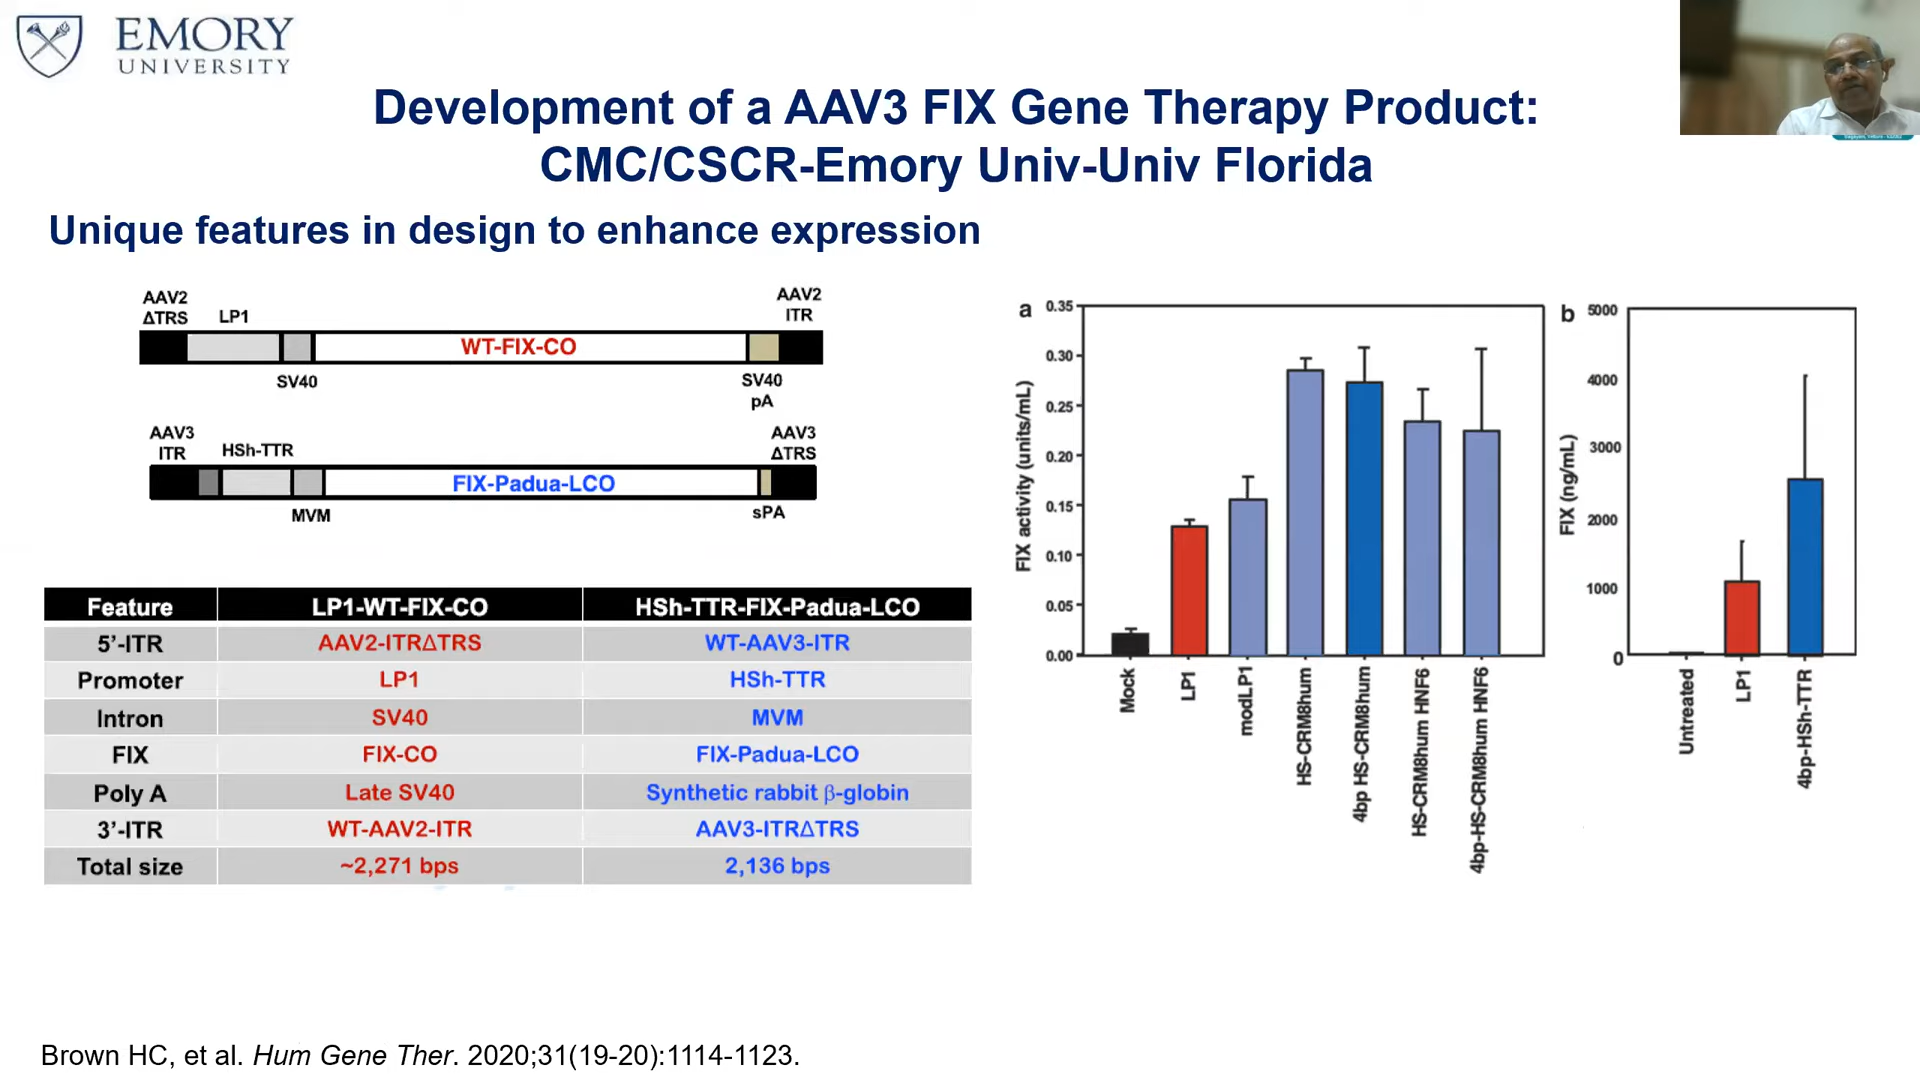 EMORY
UNIVERSITY
Development of a AAV3 FIX Gene Therapy Product:
CMC/CSCR-Emory Univ-Univ Florida
Unique features in design to enhance expression
AAV2
ΔTRS
LP1
AAV2
ITR
WT-FIX-CO
SV40
SV40
pA
AAV3
ITR
HSh-TTR
AAV3
ΔTRS
FIX-Padua-LCO
MVM
sPA
Feature LP1-WT-FIX-CO HSh-TTR-FIX-Padua-LCO
5’-ITR AAV2-ITRΔTRS WT-AAV3-ITR
Promoter LP1 HSh-TTR
Intron SV40 MVM
FIX FIX-CO FIX-Padua-LCO
Poly A Late SV40 Synthetic rabbit β-globin
3’-ITR WT-AAV2-ITR AAV3-ITRΔTRS
Total size ~2,271 bps 2,136 bps
a
FIX activity (units/mL)
0.35
0.30
0.25
0.20
0.15
0.10
0.05
0.00
Mock
LP1
modLP1
HS-CRM8hum
4bp HS-CRM8hum
HS-CRM8hum HNF6
4bp-HS-CRM8hum HNF6
b
FIX (ng/mL)
5000
4000
3000
2000
1000
0
Untreated
LP1
4bp-HSh-TTR
Brown HC, et al. Hum Gene Ther. 2020;31(19-20):1114-1123.